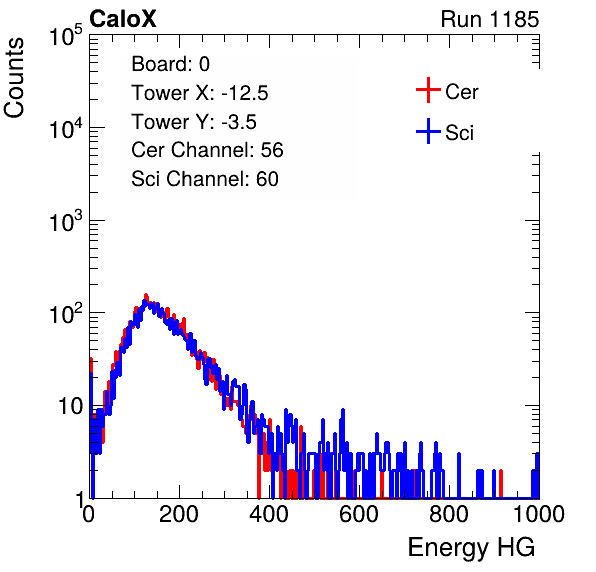 CaloX Run 1185
Counts
10^5
10^4
10^3
10^2
10
1
Board: 0
Tower X: -12.5
Tower Y: -3.5
Cer Channel: 56
Sci Channel: 60
Cer
Sci
0 200 400 600 800 1000
Energy HG